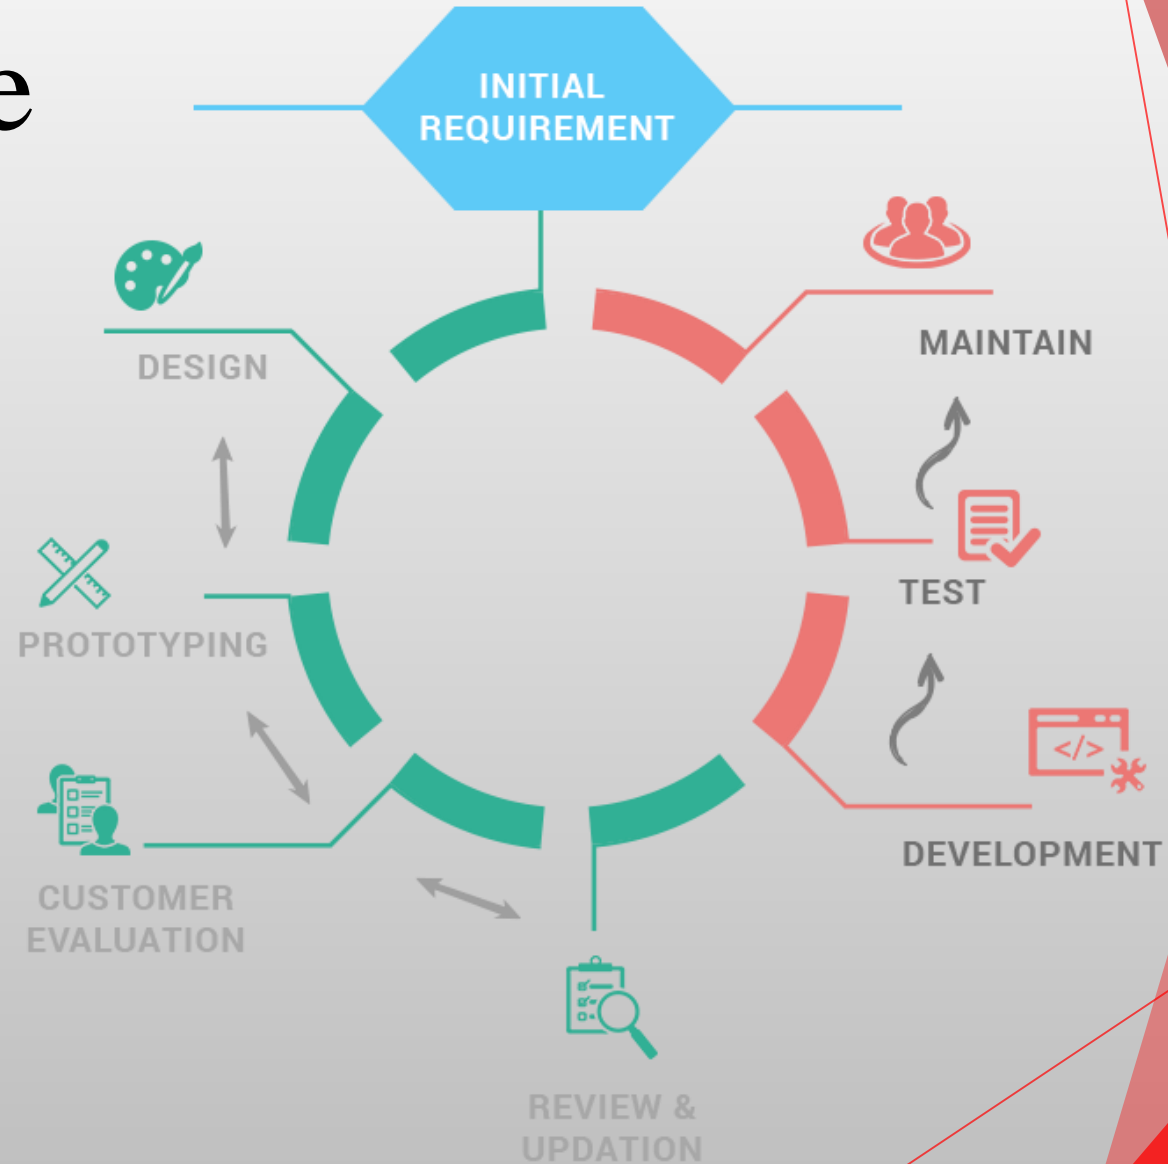 e
INITIAL
REQUIREMENT
DESIGN
MAINTAIN
TEST
PROTOTYPING
</>
DEVELOPMENT
CUSTOMER
EVALUATION
REVIEW &
UPDATION